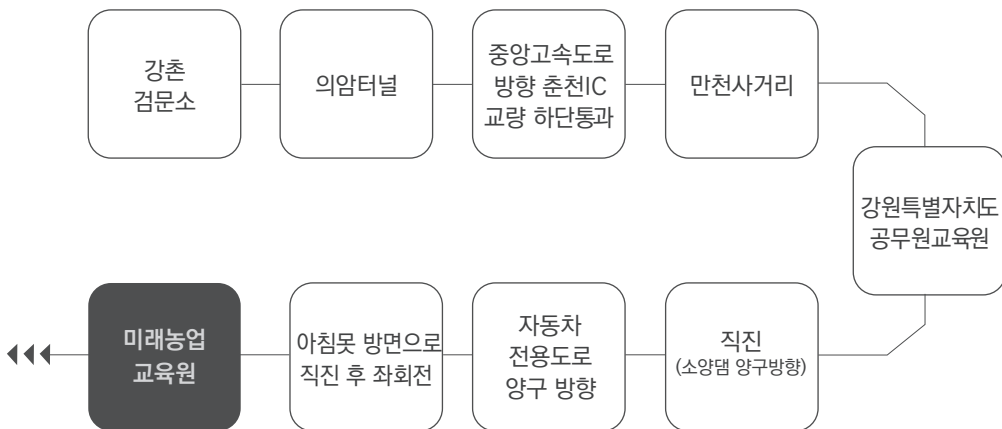 강촌
검문소
의암터널
중앙고속도로
방향 춘천IC
교량 하단통과
만천사거리
강원특별자치도
공무원교육원
직진
(소양댐 양구방향)
자동차
전용도로
양구 방향
아침못 방면으로
직진 후 좌회전
미래농업
교육원